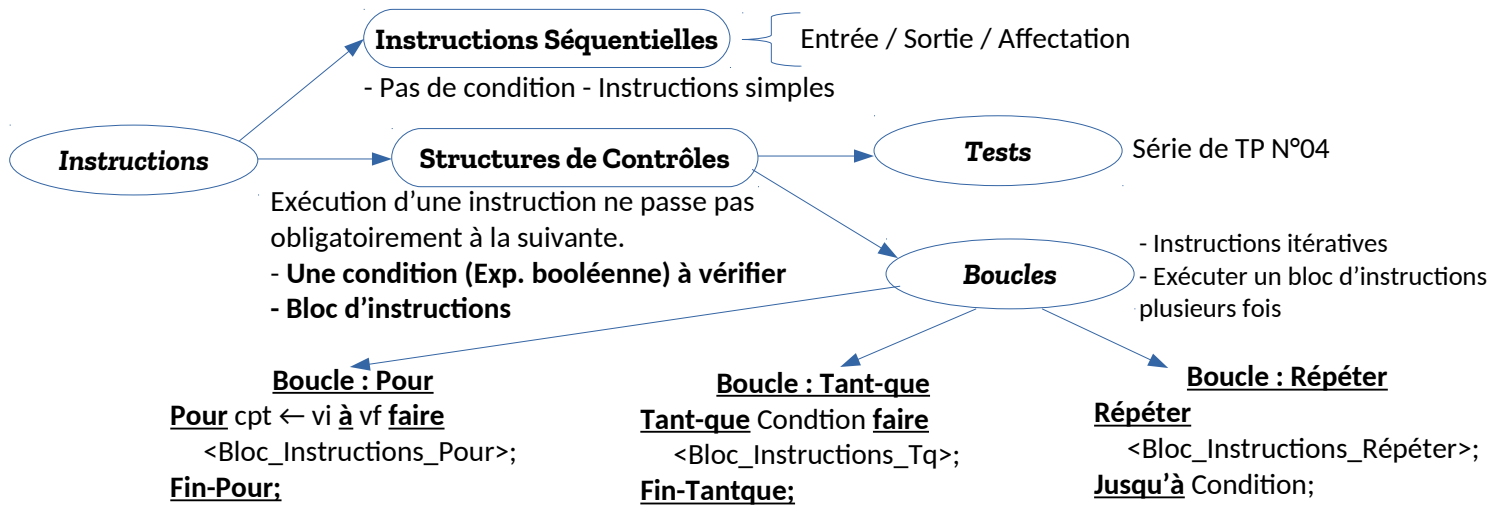 Instructions Séquentielles
Entrée / Sortie / Affectation
- Pas de condition - Instructions simples
Instructions
Structures de Contrôles
Tests
Série de TP N°04
Exécution d’une instruction ne passe pas
obligatoirement à la suivante.
- Une condition (Exp. booléenne) à vérifier
- Bloc d’instructions
Boucles
- Instructions itératives
- Exécuter un bloc d’instructions
plusieurs fois
Boucle : Pour
Pour cpt ← vi à vf faire
<Bloc_Instructions_Pour>;
Fin-Pour;
Boucle : Tant-que
Tant-que Condtion faire
<Bloc_Instructions_Tq>;
Fin-Tantque;
Boucle : Répéter
Répéter
<Bloc_Instructions_Répéter>;
Jusqu’à Condition;